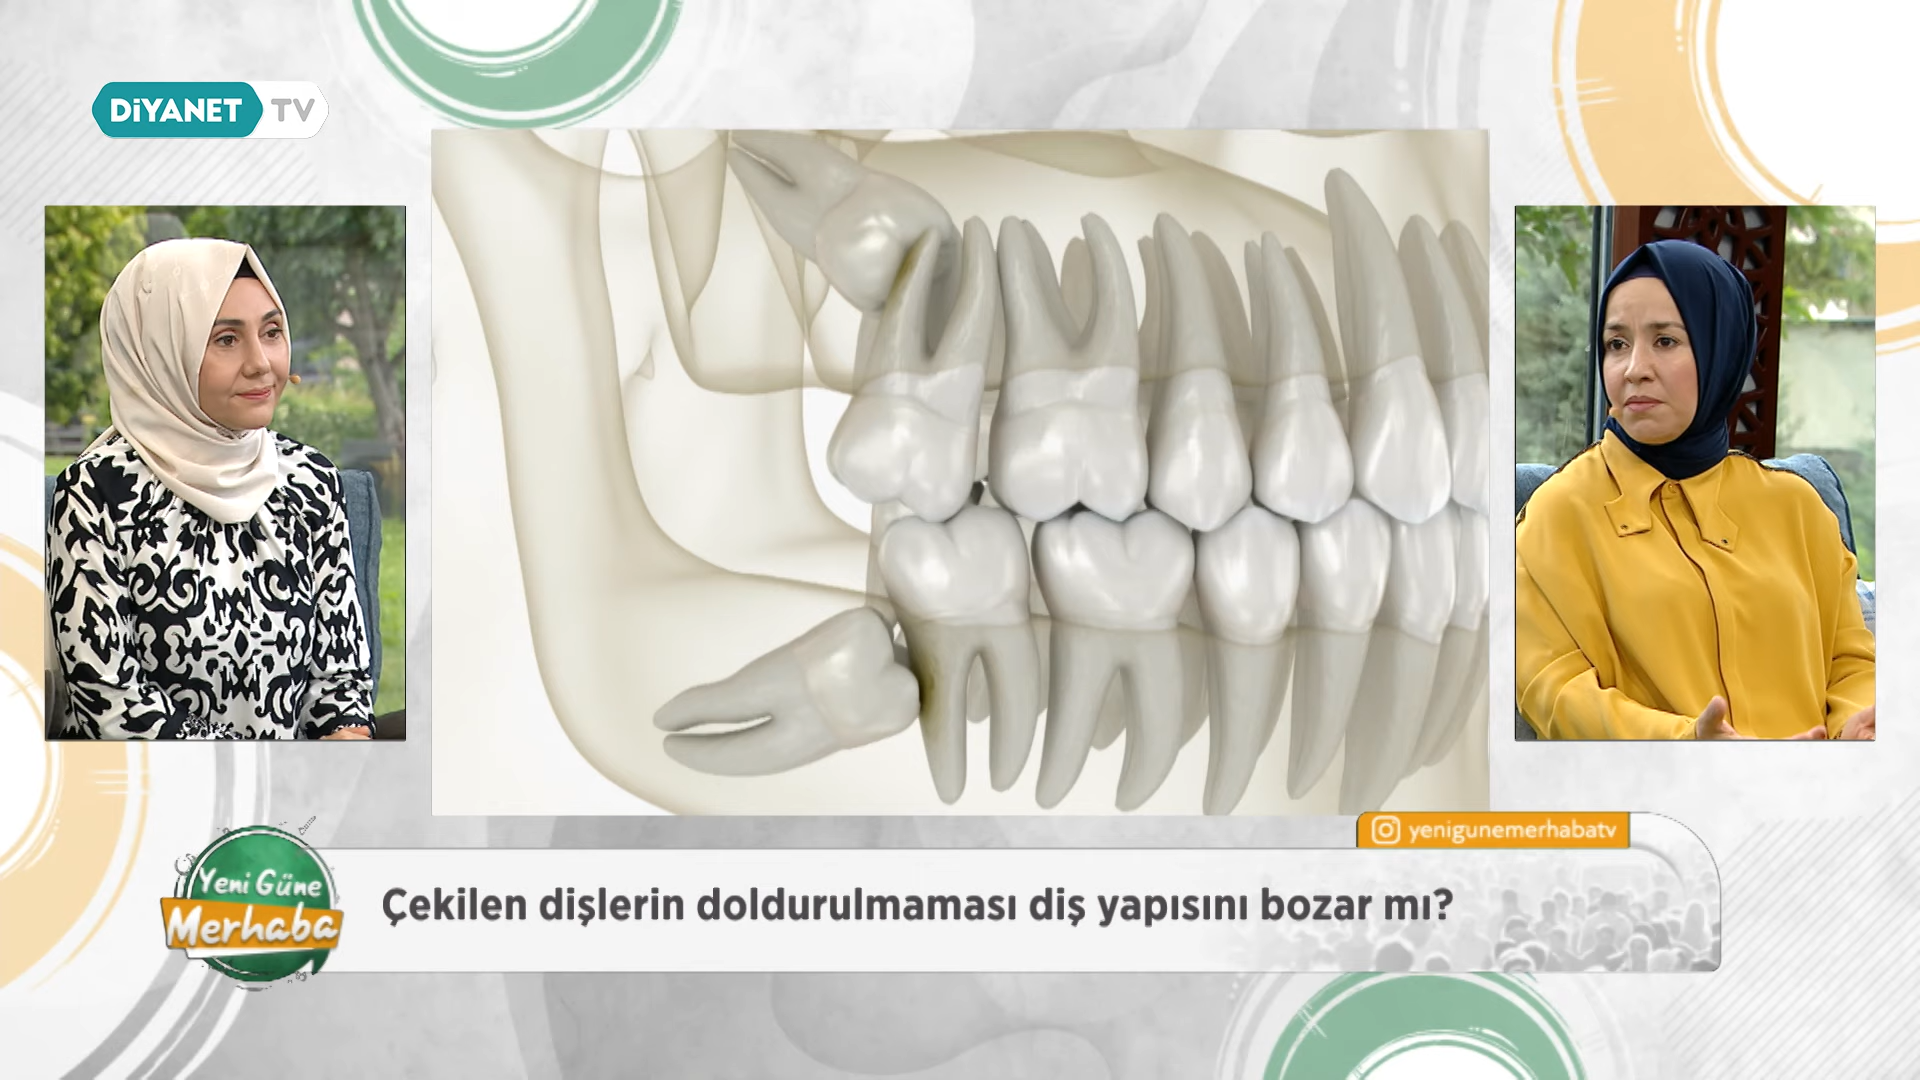 DİYANET TV
yenigunemerhabatv
Yeni Güne
Merhaba
Çekilen dişlerin doldurulmaması diş yapısını bozar mı?